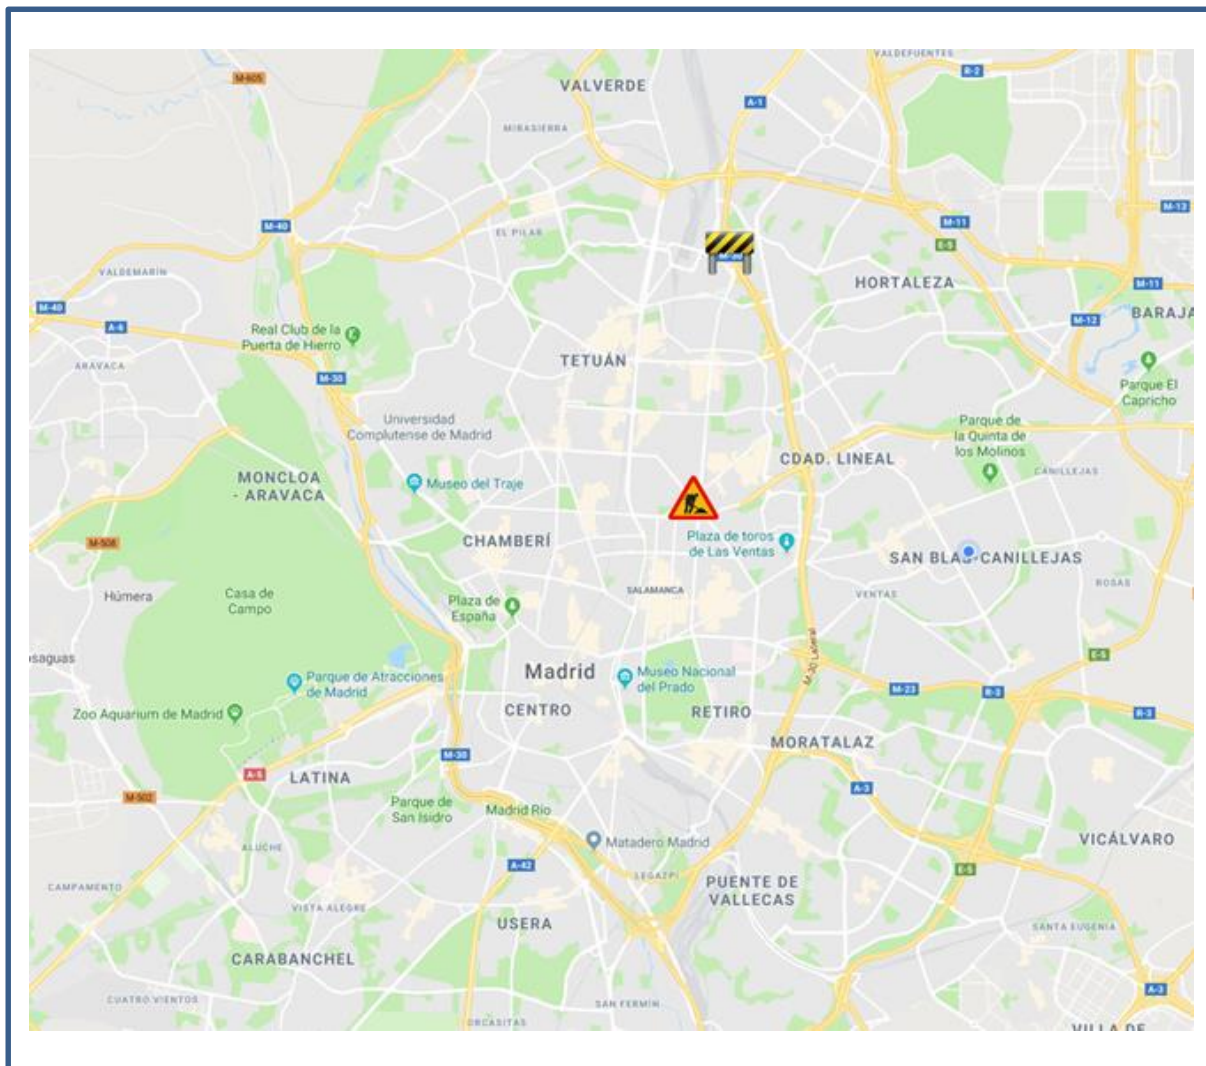 VALDEFUENTES
M-605
R-2
VALVERDE
A-1
MIRASIERRA
M-13
M-40
M-11
EL PILAR
E-5
M-30
VALDEMARÍN
HORTALEZA
M-11
M-40
BARAJA
M-12
A-6
Real Club de la
Puerta de Hierro
TETUÁN
ARAVACA
M-30
Parque El
Capricho
Universidad
Complutense de Madrid
Parque de
la Quinta de
los Molinos
CDAD. LINEAL
CANILLEJAS
MONCLOA
- ARAVACA
Museo del Traje
Plaza de toros
de Las Ventas
CHAMBERÍ
M-508
SAN BLAS-CANILLEJAS
ROSAS
SALAMANCA
VENTAS
Húmera
Casa de
Campo
Plaza de
España
M-30 Lateral
osaguas
E-5
Madrid
Museo Nacional
del Prado
Parque de Atracciones
de Madrid
M-23
R-3
CENTRO
RETIRO
Zoo Aquarium de Madrid
R-3
MORATALAZ
M-30
A-5
LATINA
A-3
M-502
Parque de
San Isidro
Madrid Río
Matadero Madrid
VICÁLVARO
ALUCHE
A-42
E-5
LEGAZPI
PUENTE DE
VALLECAS
CAMPAMENTO
VISTA ALEGRE
USERA
SANTA EUGENIA
CARABANCHEL
A-3
CUATRO VIENTOS
SAN FERMÍN
ORCASITAS
VILLA DE